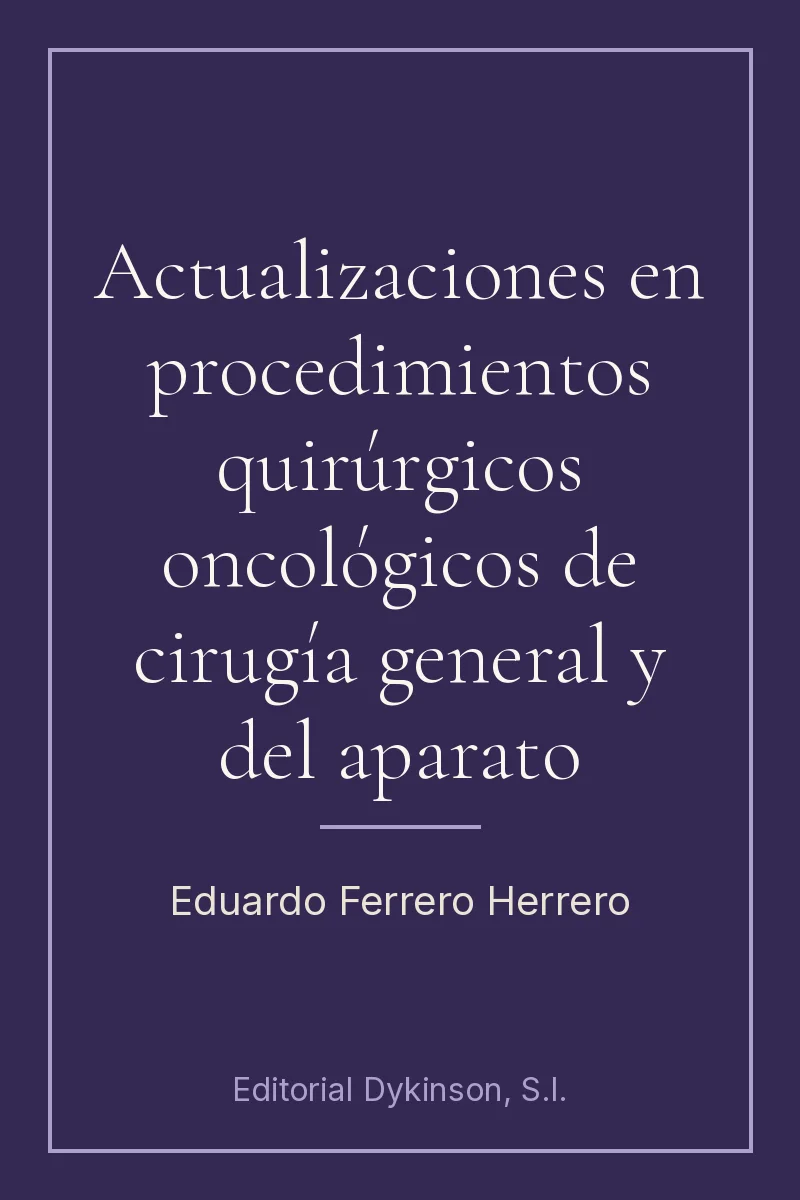 Actualizaciones en
procedimientos
quirúrgicos
oncológicos de
cirugía general y
del aparato
Eduardo Ferrero Herrero
Editorial Dykinson, S.l.